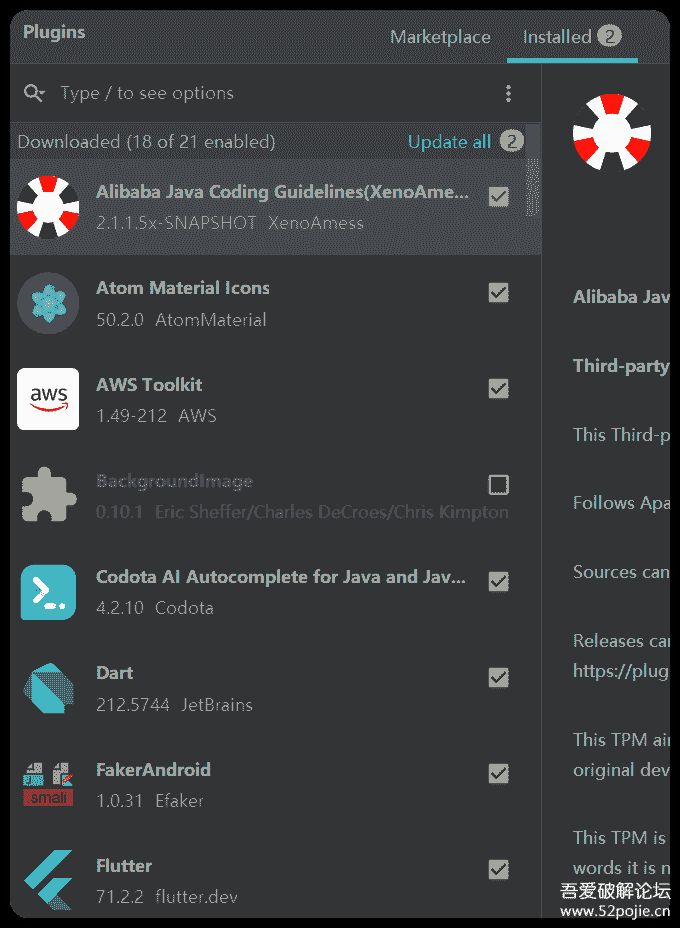 Plugins
Marketplace
Installed 2
Type / to see options
Downloaded (18 of 21 enabled)
Update all 2
Alibaba Java Coding Guidelines(XenoAme...
2.1.1.5x-SNAPSHOT XenoAmess
Atom Material Icons
50.2.0 AtomMaterial
aws
AWS Toolkit
1.49-212 AWS
BackgroundImage
0.10.1 Eric Sheffer/Charles DeCroes/Chris Kimpton
Codota AI Autocomplete for Java and Jav...
4.2.10 Codota
Dart
212.5744 JetBrains
smali
FakerAndroid
1.0.31 Efaker
Flutter
71.2.2 flutter.dev
Alibaba Jav
Third-party
This Third-p
Follows Apa
Sources can
Releases car
https://plug
This TPM air
original dev
This TPM is
words it is n
吾爱破解论坛
www.52pojie.cn